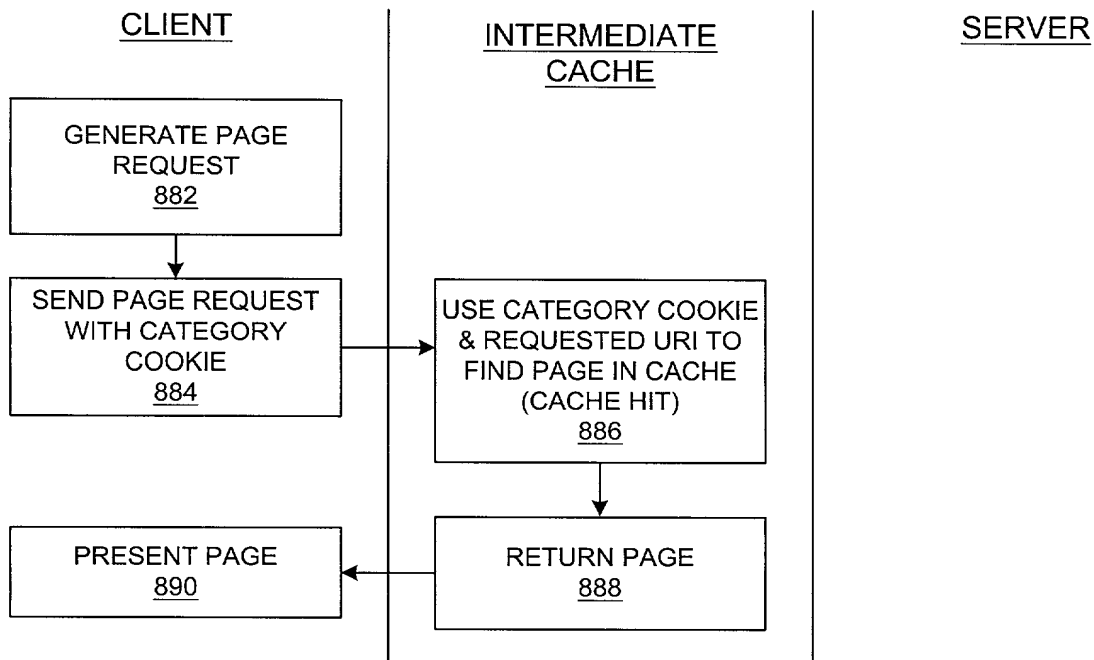 CLIENT
INTERMEDIATE
CACHE
SERVER
GENERATE PAGE
REQUEST
882
SEND PAGE REQUEST
WITH CATEGORY
COOKIE
884
USE CATEGORY COOKIE
& REQUESTED URI TO
FIND PAGE IN CACHE
(CACHE HIT)
886
PRESENT PAGE
890
RETURN PAGE
888